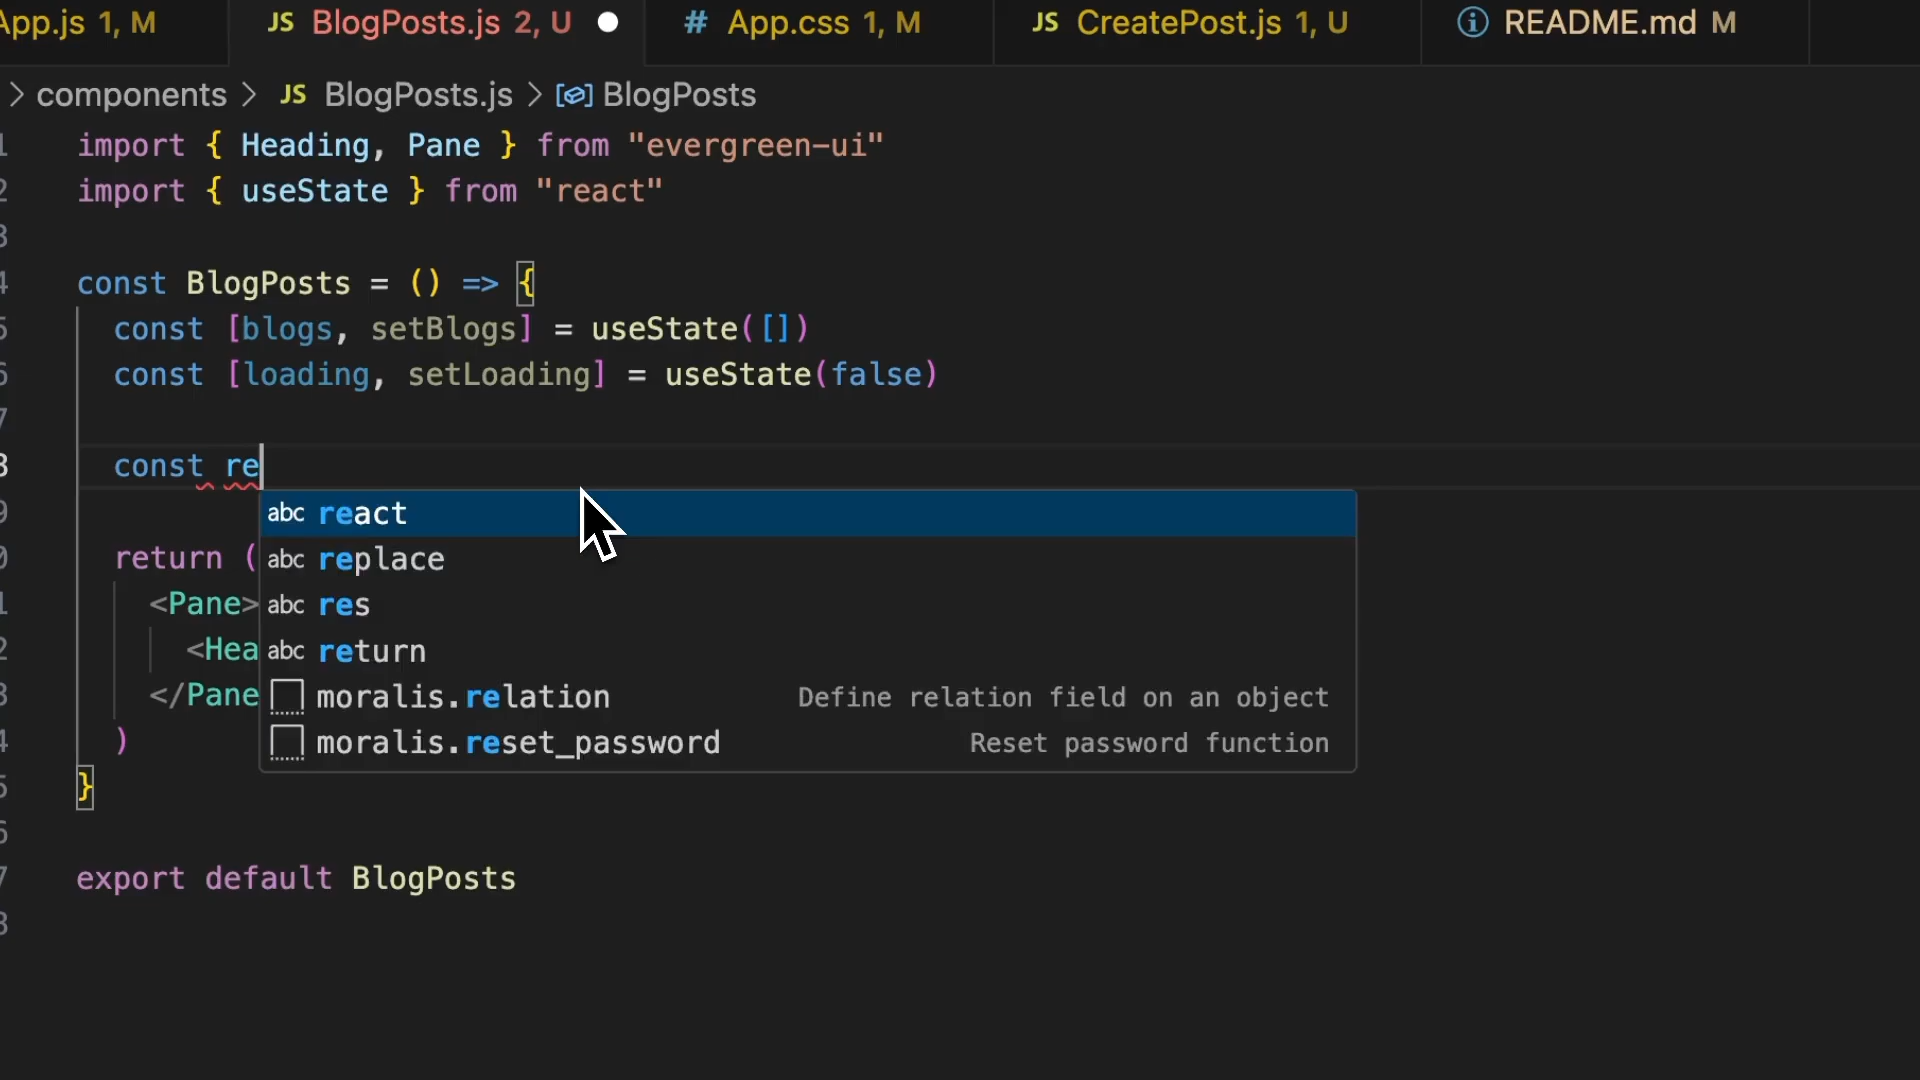 App.js 1, M JS BlogPosts.js 2, U # App.css 1, M JS CreatePost.js 1, U README.md M
> components > JS BlogPosts.js > BlogPosts
1 import { Heading, Pane } from "evergreen-ui"
2 import { useState } from "react"
3
4 const BlogPosts = () => {
5 const [blogs, setBlogs] = useState([])
6 const [loading, setLoading] = useState(false)
7
8 const re
9 abc react
0 return ( abc replace
1 <Pane> abc res
2 <Hea abc return
3 </Pane moralis.relation Define relation field on an object
4 ) moralis.reset_password Reset password function
5 }
6
7 export default BlogPosts
8